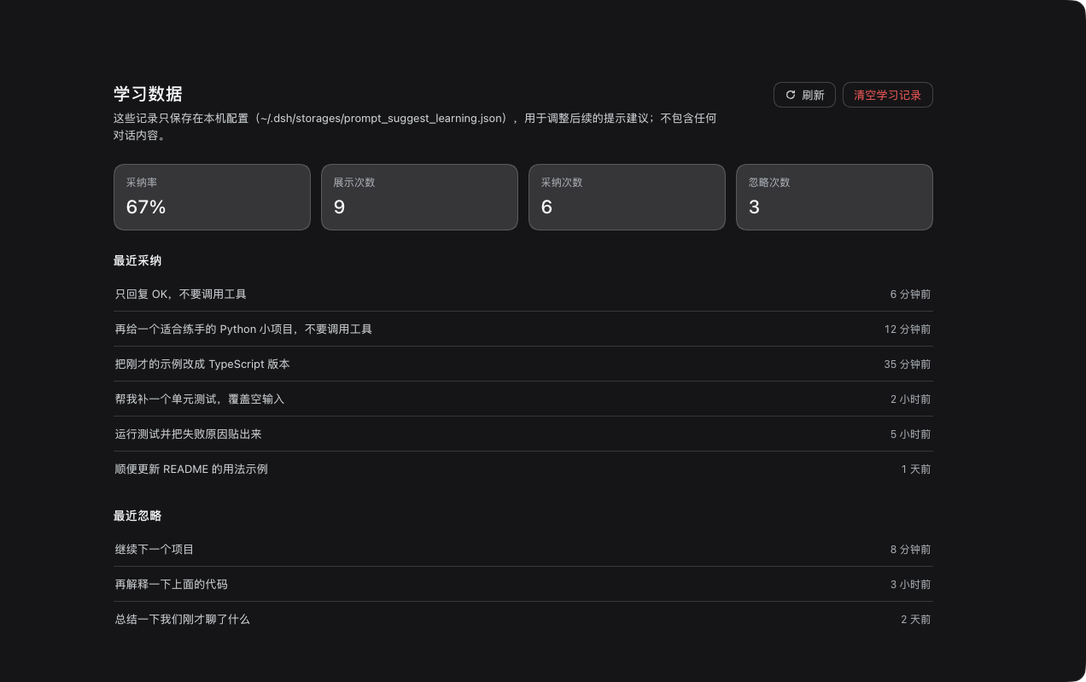 学习数据
刷新
清空学习记录
这些记录只保存在本机配置（~/.dsh/storages/prompt_suggest_learning.json），用于调整后续的提示建议；不包含任何
对话内容。
采纳率
67%
展示次数
9
采纳次数
6
忽略次数
3
最近采纳
只回复 OK，不要调用工具
6 分钟前
再给一个适合练手的 Python 小项目，不要调用工具
12 分钟前
把刚才的示例改成 TypeScript 版本
35 分钟前
帮我补一个单元测试，覆盖空输入
2 小时前
运行测试并把失败原因贴出来
5 小时前
顺便更新 README 的用法示例
1 天前
最近忽略
继续下一个项目
8 分钟前
再解释一下上面的代码
3 小时前
总结一下我们刚才聊了什么
2 天前